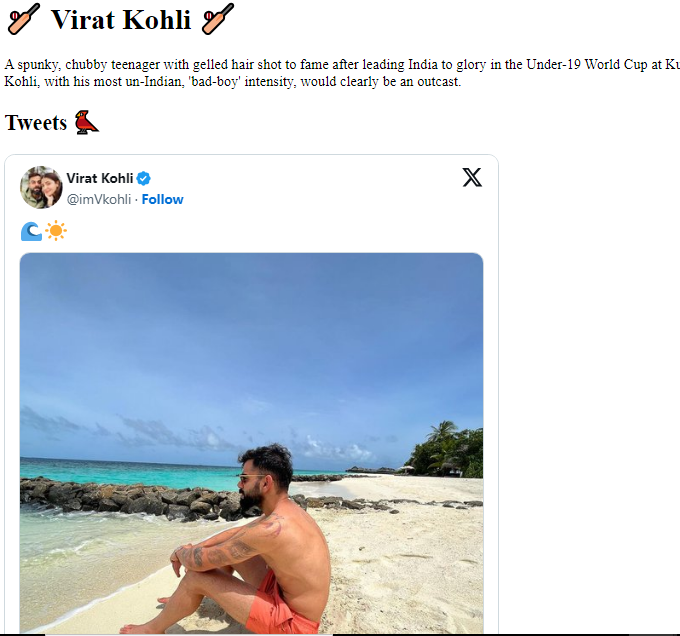 Virat Kohli
A spunky, chubby teenager with gelled hair shot to fame after leading India to glory in the Under-19 World Cup at
Kohli, with his most un-Indian, 'bad-boy' intensity, would clearly be an outcast.
Tweets
Virat Kohli
@imVkohli · Follow